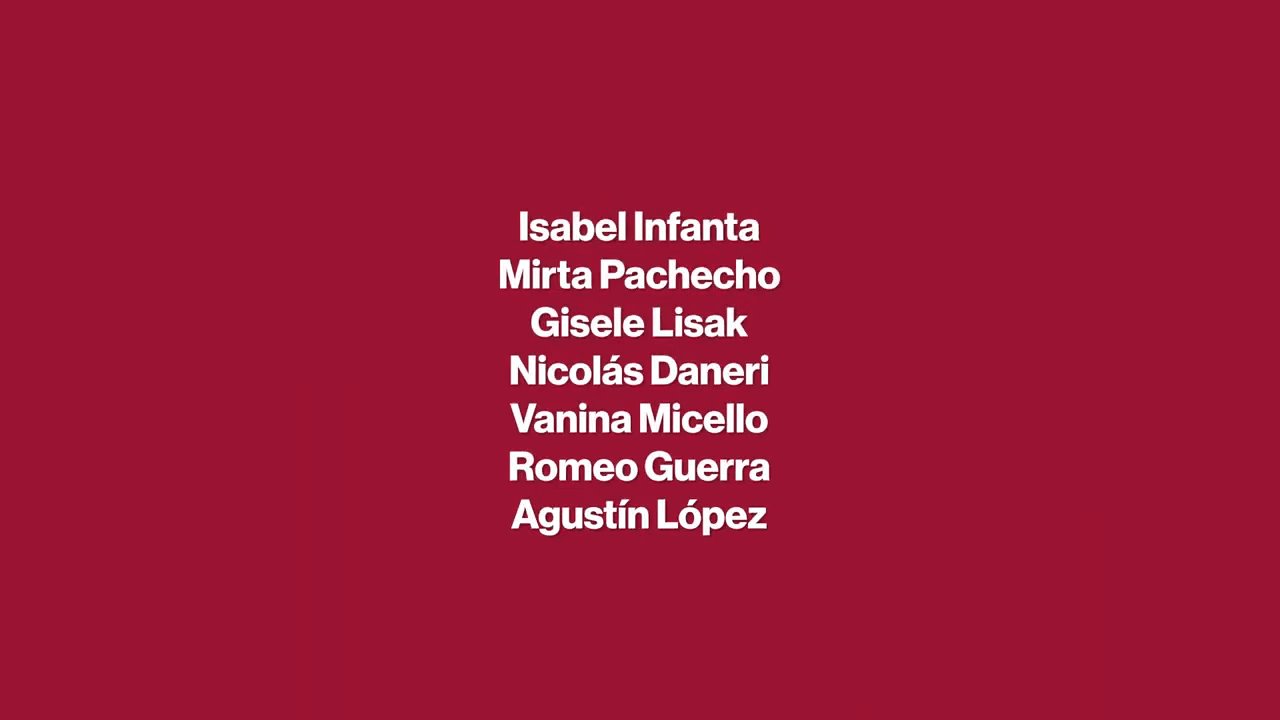 Isabel Infanta
Mirta Pachecho
Gisele Lisak
Nicolás Daneri
Vanina Micello
Romeo Guerra
Agustín López